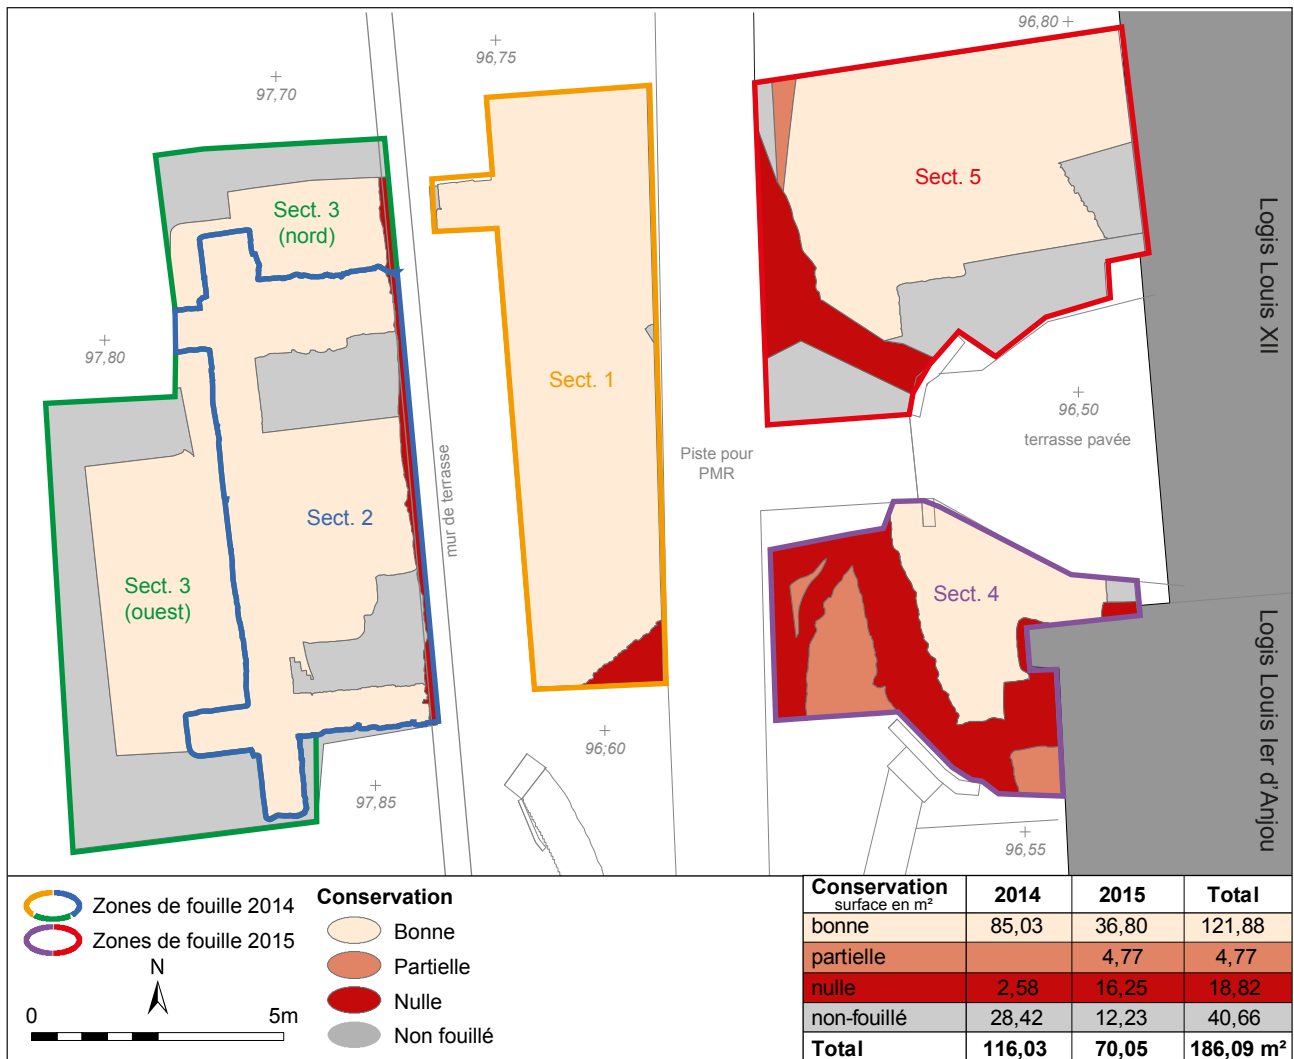 96,80
96,75
97,70
Sect. 5
Sect. 3
(nord)
Logis Louis XII
97,80
Sect. 1
96,50
terrasse pavée
Piste pour
PMR
mur de terrasse
Sect. 2
Sect. 3
(ouest)
Sect. 4
Logis Louis Ier d'Anjou
96;60
97,85
96,55
Zones de fouille 2014
Zones de fouille 2015
N
0 5m
Conservation
Bonne
Partielle
Nulle
Non fouillé
Conservation 2014 2015 Total
surface en m²
bonne 85,03 36,80 121,88
partielle 4,77 4,77
nulle 2,58 16,25 18,82
non-fouillé 28,42 12,23 40,66
Total 116,03 70,05 186,09 m²